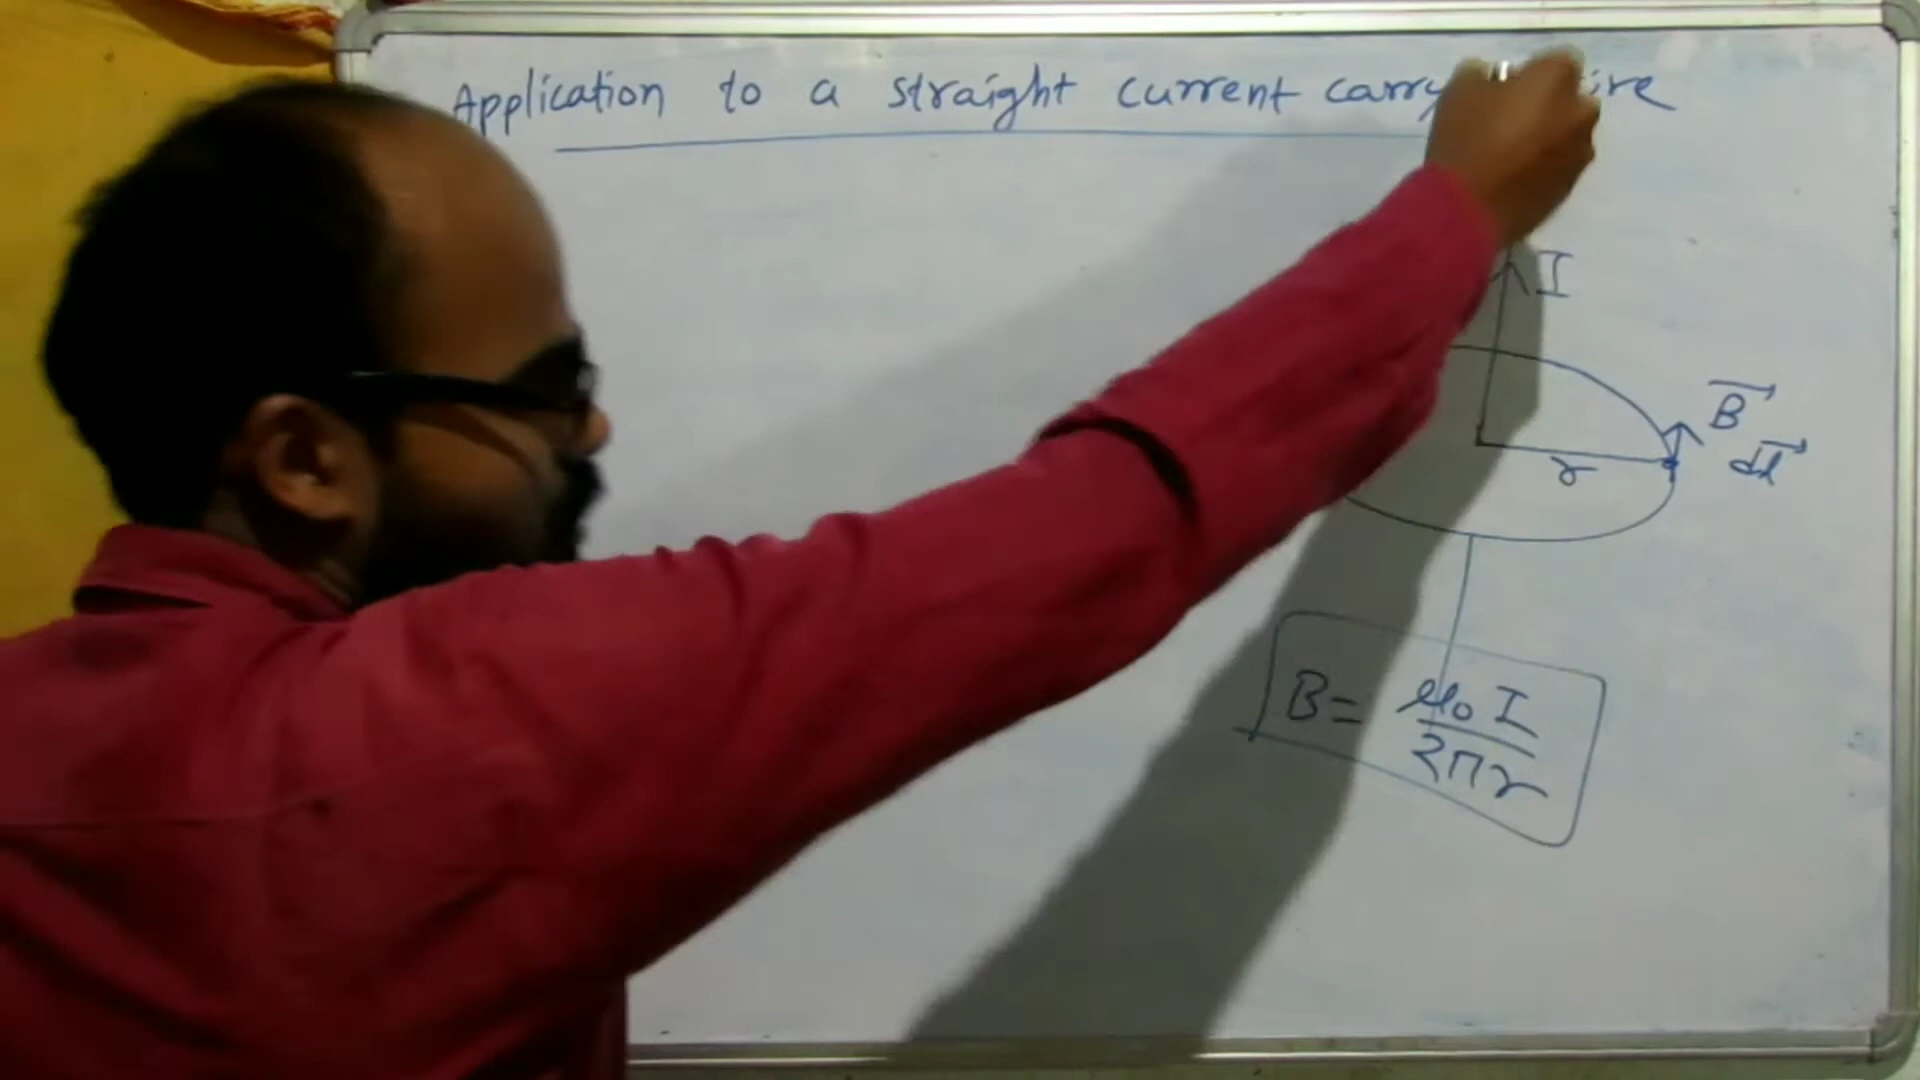 Application to a straight current carry
I
B⃗
dl⃗
r
B = μ₀ I / 2πr